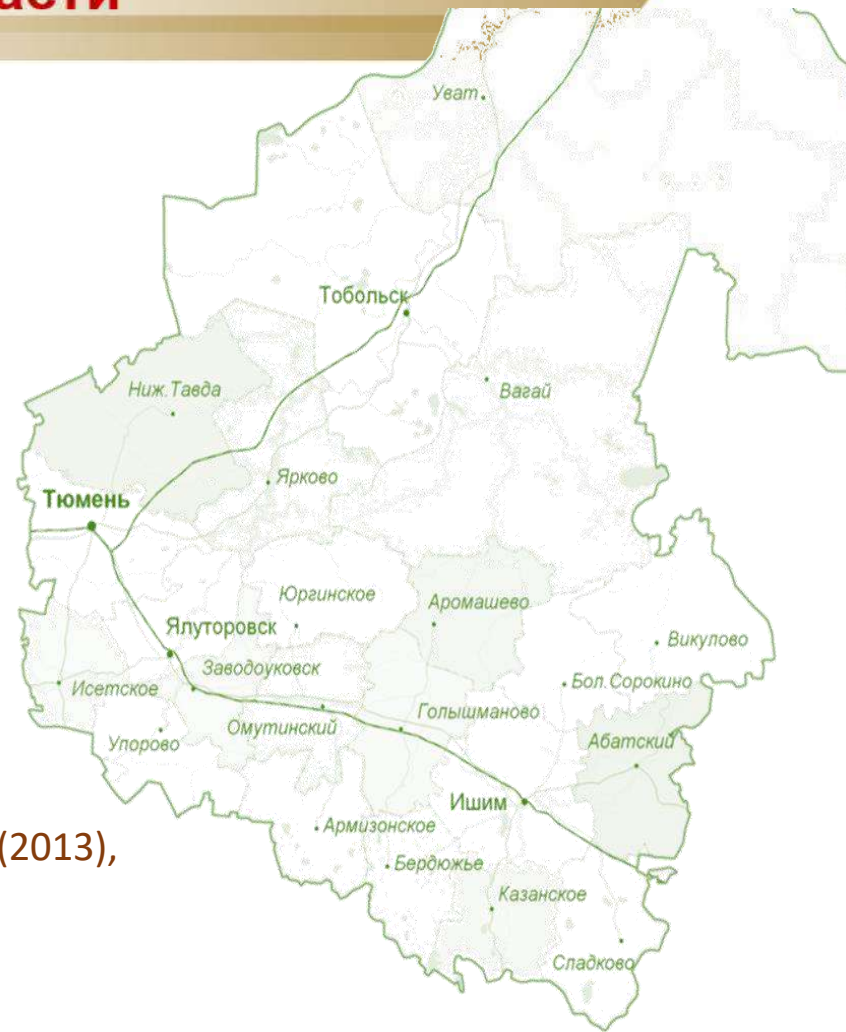 асти
Уват
Тобольск
Ниж.Тавда
Вагай
Ярково
Тюмень
Юргинское
Аромашево
Ялуторовск
Викулово
Заводоуковск
Исетское
Бол.Сорокино
Омутинский
Голышманово
Упорово
Абатский
Ишим
Армизонское
(2013),
Бердюжье
Казанское
Сладково